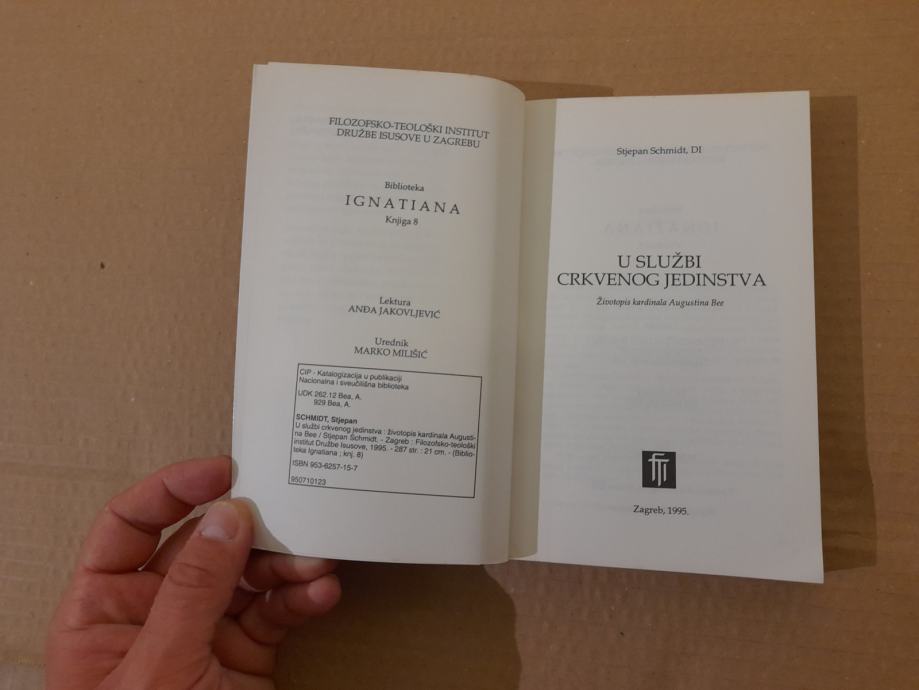 FILOZOFSKO-TEOLOŠKI INSTITUT
DRUŽBE ISUSOVE U ZAGREBU
Biblioteka
IGNATIANA
Knjiga 8
Lektura
ANĐA JAKOVLJEVIĆ
Urednik
MARKO MILIŠIĆ
CIP - Katalogizacija u publikaciji
Nacionalna i sveučilišna biblioteka
UDK 262.12 Bea, A.
929 Bea, A.
SCHMIDT, Stjepan
U službi crkvenog jedinstva : životopis kardinala Augusti-
na Bee / Stjepan Schmidt. - Zagreb : Filozofsko-teološki
institut Družbe Isusove, 1995. - 287 str. ; 21 cm. - (Biblio-
teka Ignatiana ; knj. 8)
ISBN 953-6257-15-7
950710123
Stjepan Schmidt, DI
U SLUŽBI
CRKVENOG JEDINSTVA
Životopis kardinala Augustina Bee
fti
Zagreb, 1995.